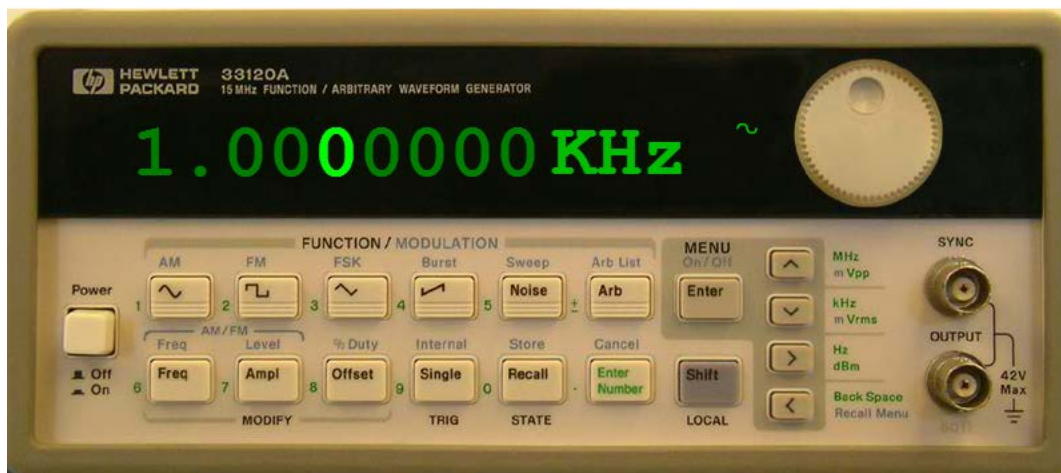 hp HEWLETT PACKARD 33120A
15 MHz FUNCTION / ARBITRARY WAVEFORM GENERATOR
1.0000000 KHz ~
FUNCTION / MODULATION
AM FM FSK Burst Sweep Arb List
1 2 3 4 5 Noise ± Arb
AM/FM
Freq Level % Duty Internal Store Cancel
6 Freq 7 Ampl 8 Offset 9 Single 0 Recall . Enter Number
MODIFY TRIG STATE
Power
Off
On
MENU
On/Off
Enter
Shift
LOCAL
MHz
m Vpp
kHz
m Vrms
Hz
dBm
Back Space
Recall Menu
SYNC
OUTPUT
42V
Max